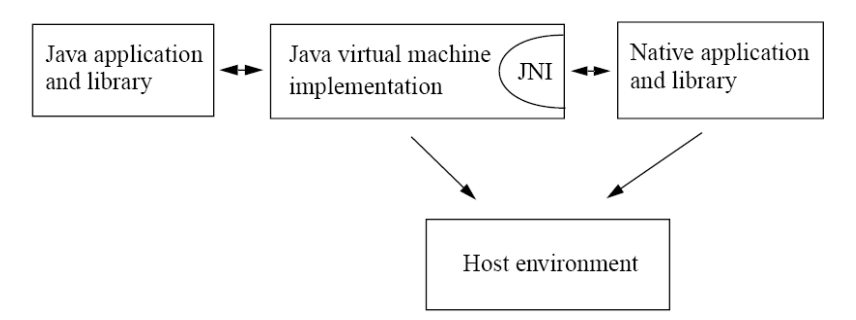 Java application
and library
Java virtual machine
implementation
JNI
Native application
and library
Host environment